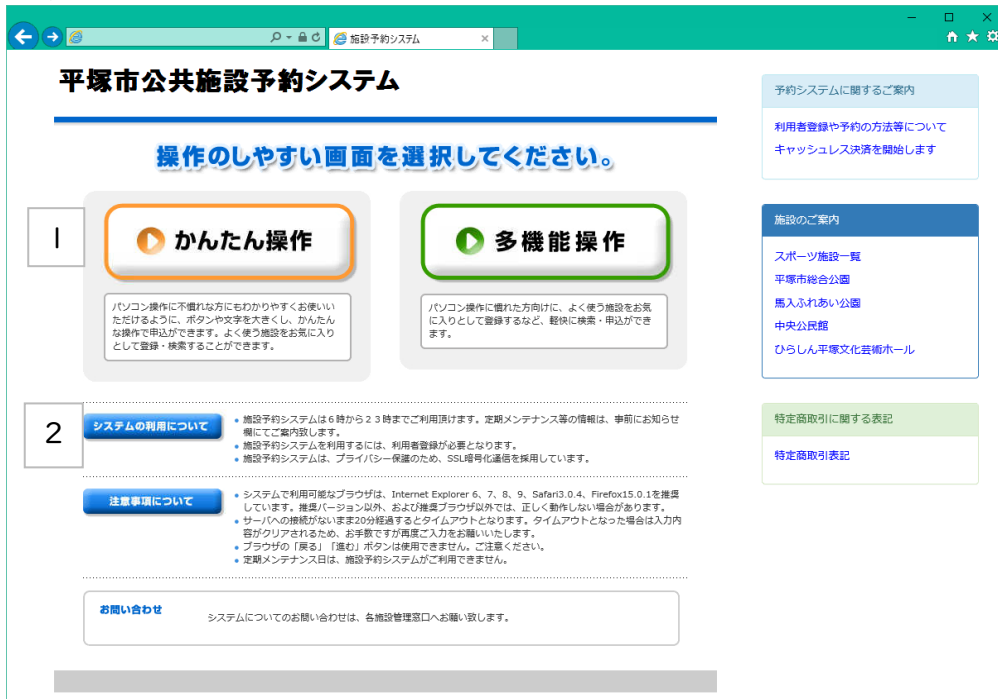 施設予約システム
平塚市公共施設予約システム
操作のしやすい画面を選択してください。
1
かんたん操作
パソコン操作に不慣れな方にもわかりやすくお使いい
ただけるように、ボタンや文字を大きくし、かんたん
な操作で申込ができます。よく使う施設をお気に入り
として登録・検索することができます。
多機能操作
パソコン操作に慣れた方向けに、よく使う施設をお気
に入りとして登録するなど、軽快に検索・申込ができ
ます。
2
システムの利用について
• 施設予約システムは6時から23時までご利用頂けます。定期メンテナンス等の情報は、事前にお知らせ
欄にてご案内致します。
• 施設予約システムを利用するには、利用者登録が必要となります。
• 施設予約システムは、プライバシー保護のため、SSL暗号化通信を採用しています。
注意事項について
• システムで利用可能なブラウザは、Internet Explorer 6、7、8、9、Safari3.0.4、Firefox15.0.1を推奨
しています。推奨バージョン以外、および推奨ブラウザ以外では、正しく動作しない場合があります。
• サーバへの接続がないまま20分経過するとタイムアウトとなります。タイムアウトとなった場合は入力内
容がクリアされるため、お手数ですが再度ご入力をお願いいたします。
• ブラウザの「戻る」「進む」ボタンは使用できません。ご注意ください。
• 定期メンテナンス日は、施設予約システムがご利用できません。
お問い合わせ
システムについてのお問い合わせは、各施設管理窓口へお願い致します。
予約システムに関するご案内
利用者登録や予約の方法等について
キャッシュレス決済を開始します
施設のご案内
スポーツ施設一覧
平塚市総合公園
馬入ふれあい公園
中央公民館
ひらしん平塚文化芸術ホール
特定商取引に関する表記
特定商取引表記